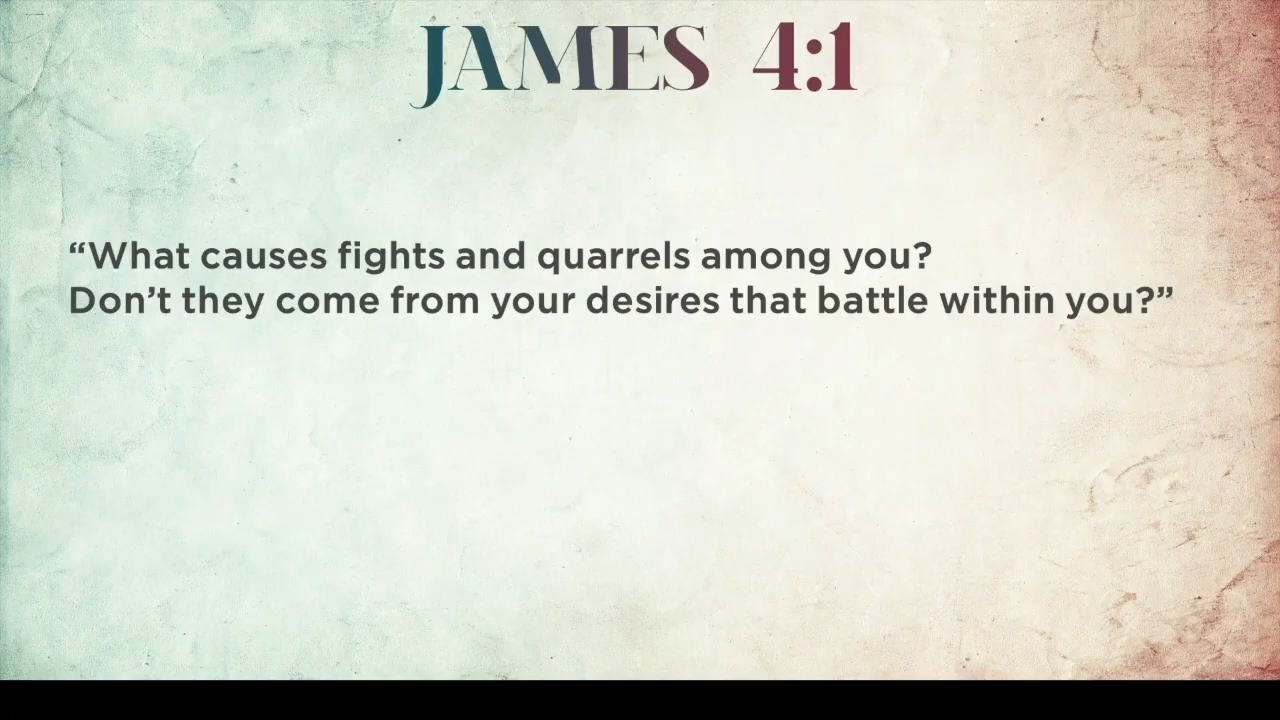 JAMES 4:1
“What causes fights and quarrels among you?
Don’t they come from your desires that battle within you?”